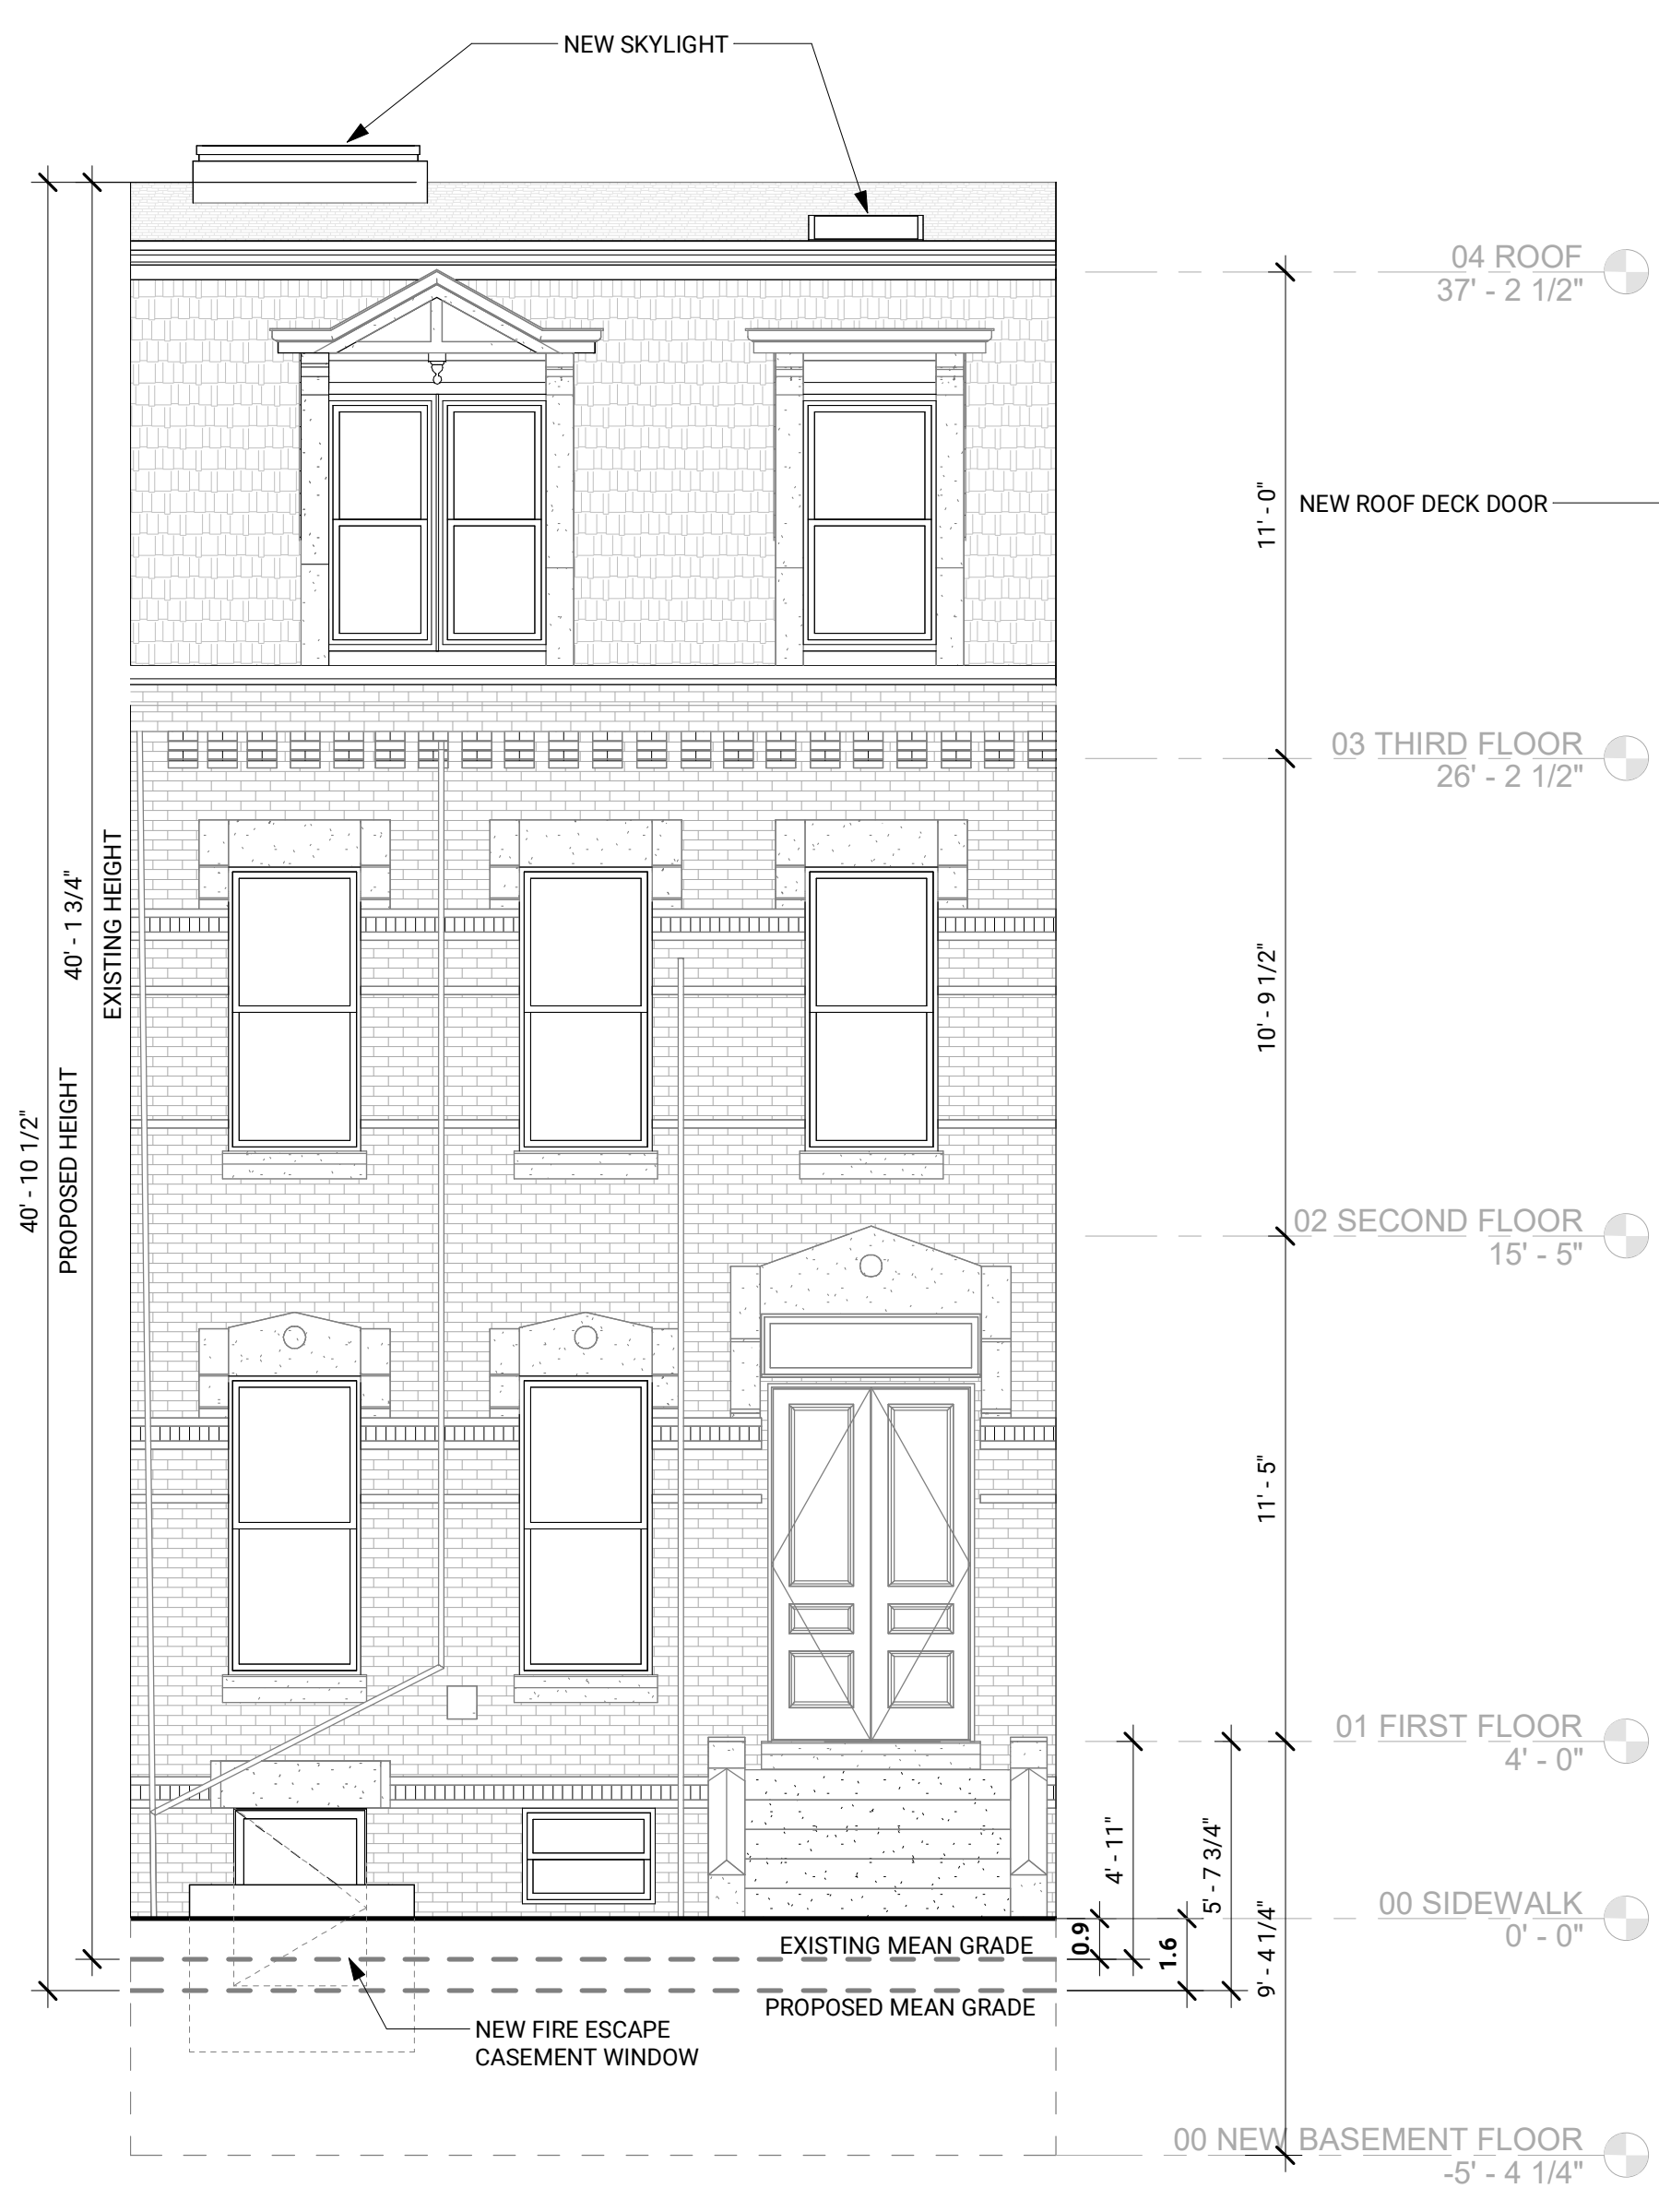 NEW SKYLIGHT
04 ROOF
37' - 2 1/2"
11' - 0"
NEW ROOF DECK DOOR
03 THIRD FLOOR
26' - 2 1/2"
40' - 1 3/4"
EXISTING HEIGHT
10' - 9 1/2"
40' - 10 1/2"
PROPOSED HEIGHT
02 SECOND FLOOR
15' - 5"
11' - 5"
01 FIRST FLOOR
4' - 0"
4' - 11"
5' - 7 3/4"
00 SIDEWALK
0' - 0"
EXISTING MEAN GRADE
0.9
1.6
9' - 4 1/4"
PROPOSED MEAN GRADE
NEW FIRE ESCAPE
CASEMENT WINDOW
00 NEW BASEMENT FLOOR
-5' - 4 1/4"